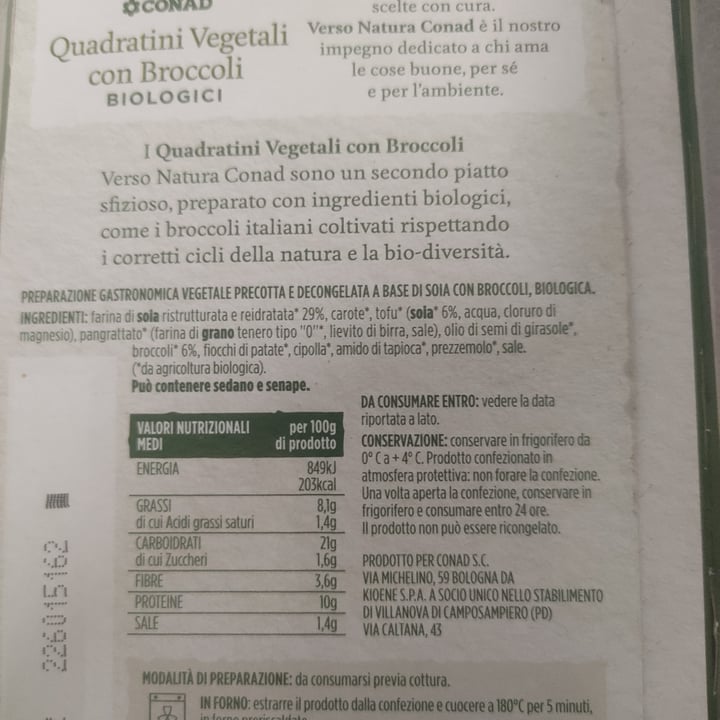 CONAD
Quadratini Vegetali
con Broccoli
BIOLOGICI
scelte con cura.
Verso Natura Conad è il nostro
impegno dedicato a chi ama
le cose buone, per sé
e per l'ambiente.
I Quadratini Vegetali con Broccoli
Verso Natura Conad sono un secondo piatto
sfizioso, preparato con ingredienti biologici,
come i broccoli italiani coltivati rispettando
i corretti cicli della natura e la bio-diversità.
PREPARAZIONE GASTRONOMICA VEGETALE PRECOTTA E DECONGELATA A BASE DI SOIA CON BROCCOLI, BIOLOGICA.
INGREDIENTI: farina di soia ristrutturata e reidratata* 29%, carote*, tofu* (soia* 6%, acqua, cloruro di
magnesio), pangrattato* (farina di grano tenero tipo "0"*, lievito di birra, sale), olio di semi di girasole*,
broccoli* 6%, fiocchi di patate*, cipolla*, amido di tapioca*, prezzemolo*, sale.
(*da agricoltura biologica).
Può contenere sedano e senape.
VALORI NUTRIZIONALI per 100g
MEDI di prodotto
ENERGIA 849kJ
203kcal
GRASSI 8,1g
di cui Acidi grassi saturi 1,4g
CARBOIDRATI 21g
di cui Zuccheri 1,6g
FIBRE 3,6g
PROTEINE 10g
SALE 1,4g
DA CONSUMARE ENTRO: vedere la data
riportata a lato.
CONSERVAZIONE: conservare in frigorifero da
0° C a + 4° C. Prodotto confezionato in
atmosfera protettiva: non forare la confezione.
Una volta aperta la confezione, conservare in
frigorifero e consumare entro 24 ore.
Il prodotto non può essere ricongelato.
PRODOTTO PER CONAD S.C.
VIA MICHELINO, 59 BOLOGNA DA
KIOENE S.P.A. A SOCIO UNICO NELLO STABILIMENTO
DI VILLANOVA DI CAMPOSAMPIERO (PD)
VIA CALTANA, 43
MODALITÀ DI PREPARAZIONE: da consumarsi previa cottura.
IN FORNO: estrarre il prodotto dalla confezione e cuocere a 180°C per 5 minuti,
in forno preriscaldato